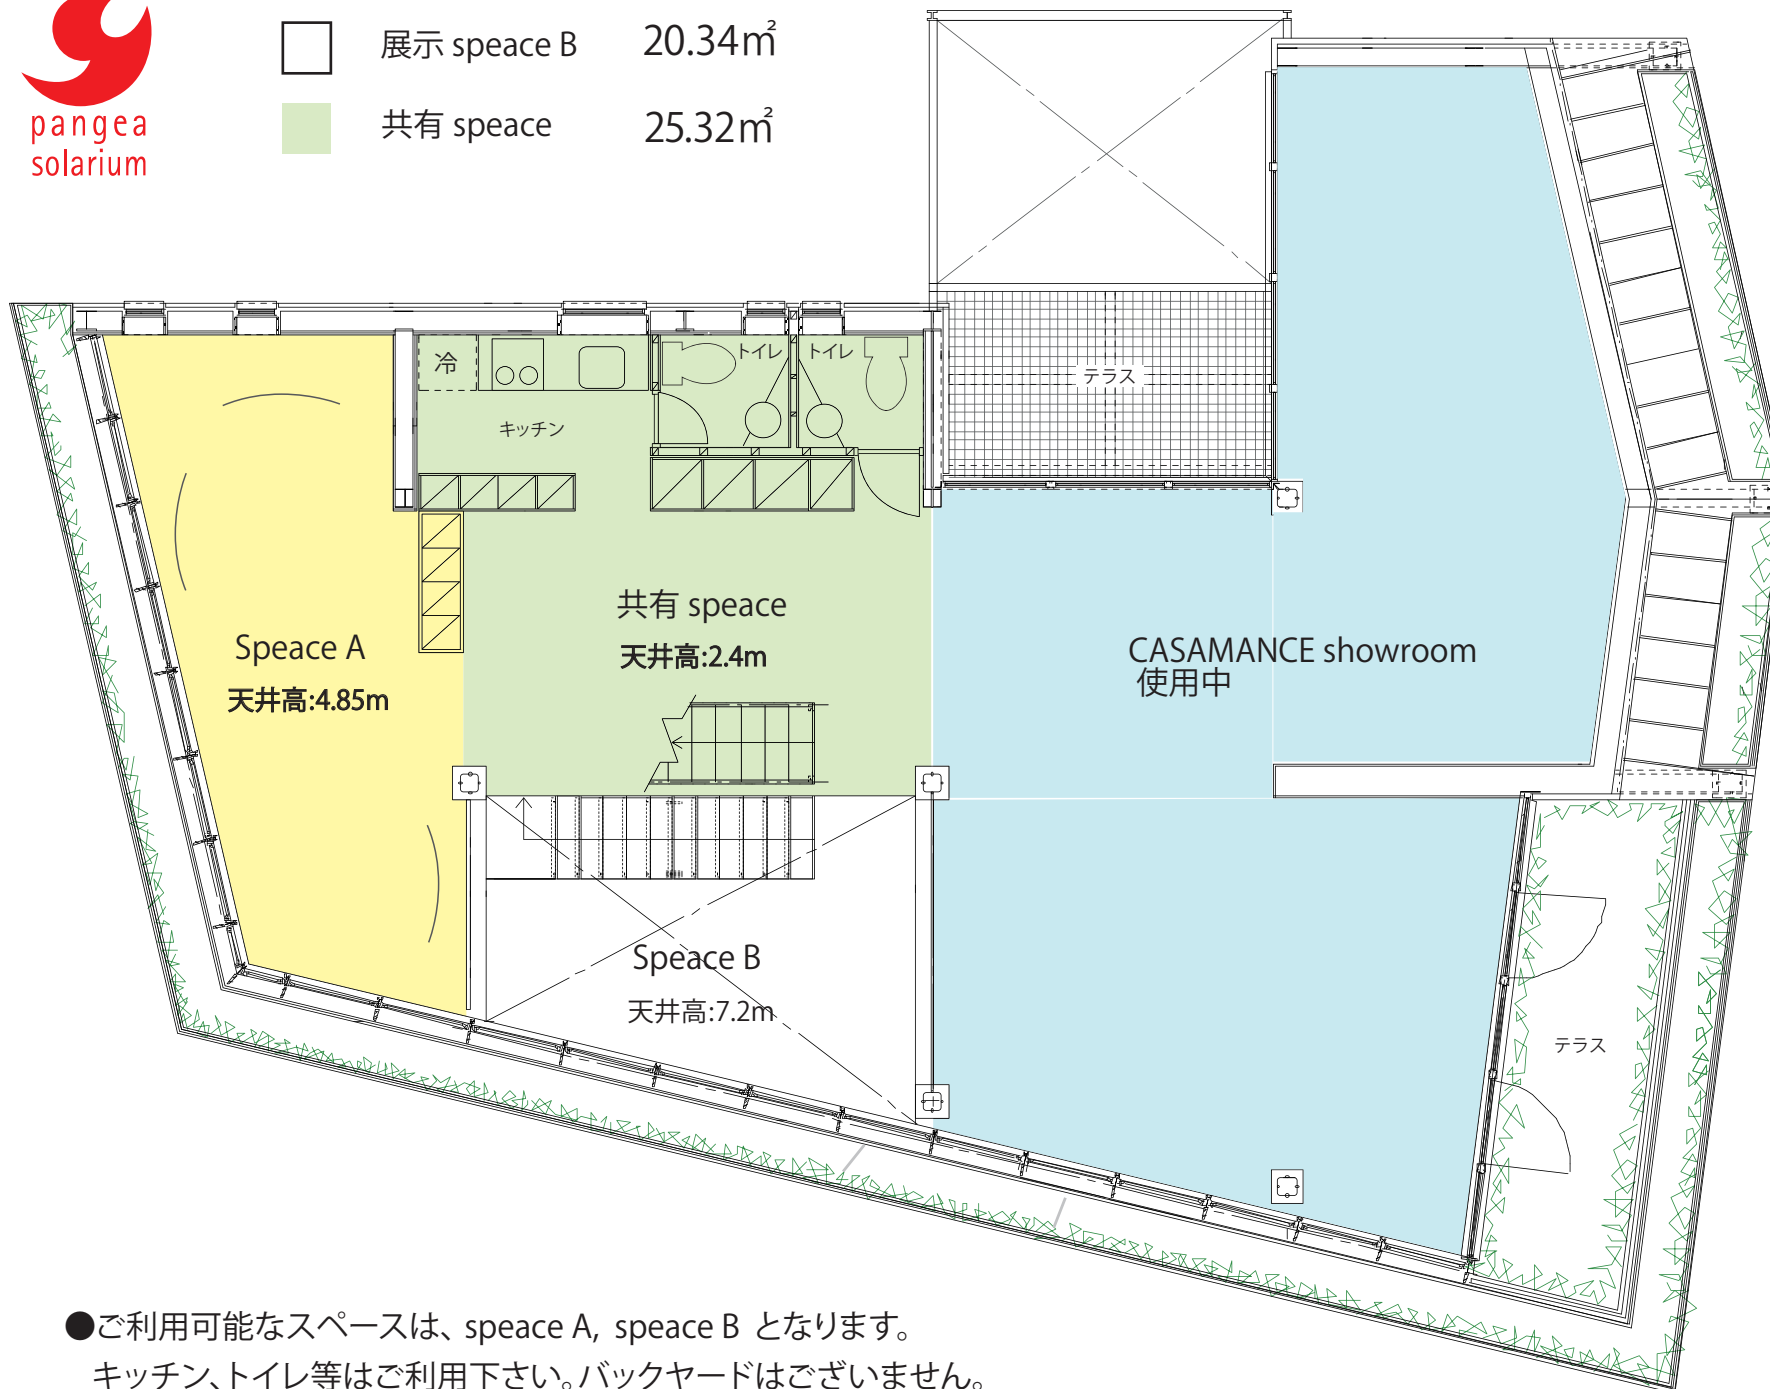 pangea
solarium
展示 speace B 20.34㎡
共有 speace 25.32㎡
冷
トイレ
トイレ
キッチン
テラス
共有 speace
天井高:2.4m
Speace A
天井高:4.85m
CASAMANCE showroom
使用中
Speace B
天井高:7.2m
テラス
●ご利用可能なスペースは、speace A, speace B となります。
キッチン、トイレ等はご利用下さい。バックヤードはございません。